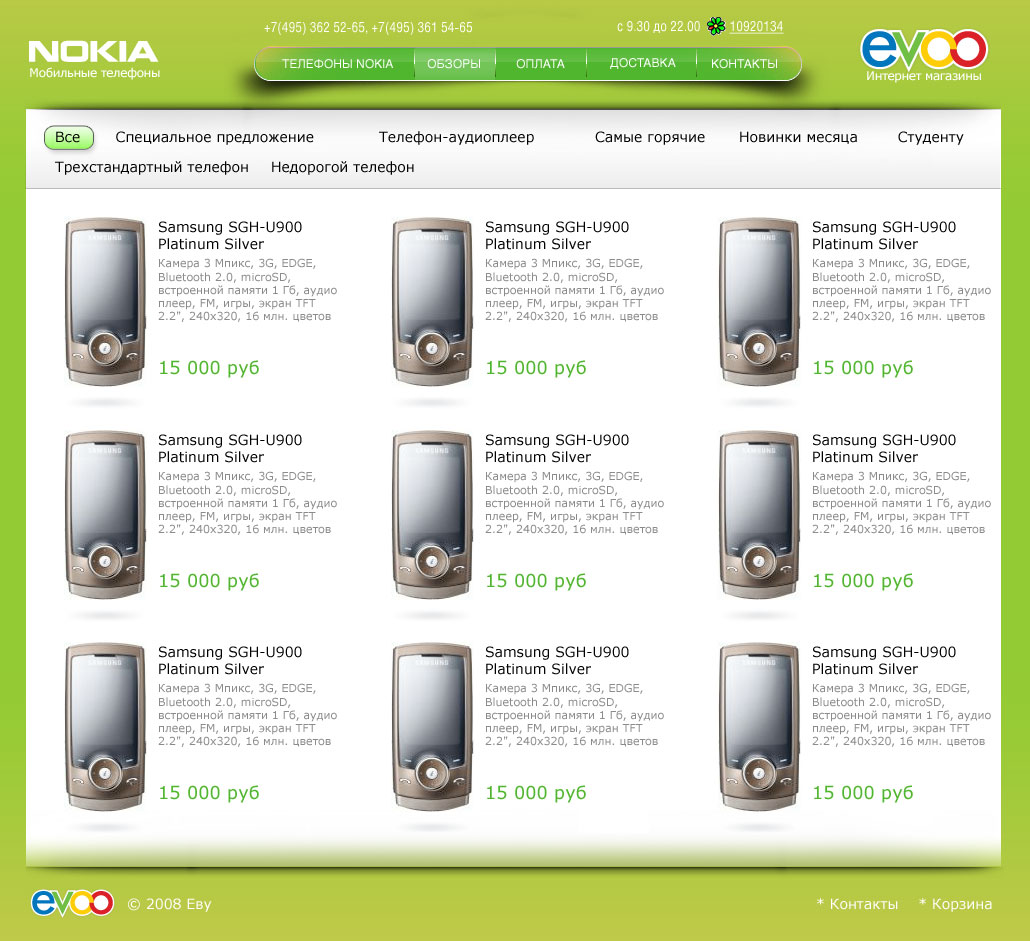 +7(495) 362 52-65, +7(495) 361 54-65
с 9.30 до 22.00 10920134
NOKIA
Мобильные телефоны
ТЕЛЕФОНЫ NOKIA ОБЗОРЫ ОПЛАТА ДОСТАВКА КОНТАКТЫ
evoo
Интернет магазины
Все Специальное предложение Телефон-аудиоплеер Самые горячие Новинки месяца Студенту
Трехстандартный телефон Недорогой телефон
SAMSUNG
Samsung SGH-U900
Platinum Silver
Камера 3 Мпикс, 3G, EDGE,
Bluetooth 2.0, microSD,
встроенной памяти 1 Гб, аудио
плеер, FM, игры, экран TFT
2.2", 240x320, 16 млн. цветов
15 000 руб
SAMSUNG
Samsung SGH-U900
Platinum Silver
Камера 3 Мпикс, 3G, EDGE,
Bluetooth 2.0, microSD,
встроенной памяти 1 Гб, аудио
плеер, FM, игры, экран TFT
2.2", 240x320, 16 млн. цветов
15 000 руб
SAMSUNG
Samsung SGH-U900
Platinum Silver
Камера 3 Мпикс, 3G, EDGE,
Bluetooth 2.0, microSD,
встроенной памяти 1 Гб, аудио
плеер, FM, игры, экран TFT
2.2", 240x320, 16 млн. цветов
15 000 руб
SAMSUNG
Samsung SGH-U900
Platinum Silver
Камера 3 Мпикс, 3G, EDGE,
Bluetooth 2.0, microSD,
встроенной памяти 1 Гб, аудио
плеер, FM, игры, экран TFT
2.2", 240x320, 16 млн. цветов
15 000 руб
SAMSUNG
Samsung SGH-U900
Platinum Silver
Камера 3 Мпикс, 3G, EDGE,
Bluetooth 2.0, microSD,
встроенной памяти 1 Гб, аудио
плеер, FM, игры, экран TFT
2.2", 240x320, 16 млн. цветов
15 000 руб
SAMSUNG
Samsung SGH-U900
Platinum Silver
Камера 3 Мпикс, 3G, EDGE,
Bluetooth 2.0, microSD,
встроенной памяти 1 Гб, аудио
плеер, FM, игры, экран TFT
2.2", 240x320, 16 млн. цветов
15 000 руб
SAMSUNG
Samsung SGH-U900
Platinum Silver
Камера 3 Мпикс, 3G, EDGE,
Bluetooth 2.0, microSD,
встроенной памяти 1 Гб, аудио
плеер, FM, игры, экран TFT
2.2", 240x320, 16 млн. цветов
15 000 руб
SAMSUNG
Samsung SGH-U900
Platinum Silver
Камера 3 Мпикс, 3G, EDGE,
Bluetooth 2.0, microSD,
встроенной памяти 1 Гб, аудио
плеер, FM, игры, экран TFT
2.2", 240x320, 16 млн. цветов
15 000 руб
SAMSUNG
Samsung SGH-U900
Platinum Silver
Камера 3 Мпикс, 3G, EDGE,
Bluetooth 2.0, microSD,
встроенной памяти 1 Гб, аудио
плеер, FM, игры, экран TFT
2.2", 240x320, 16 млн. цветов
15 000 руб
evoo © 2008 Еву * Контакты * Корзина